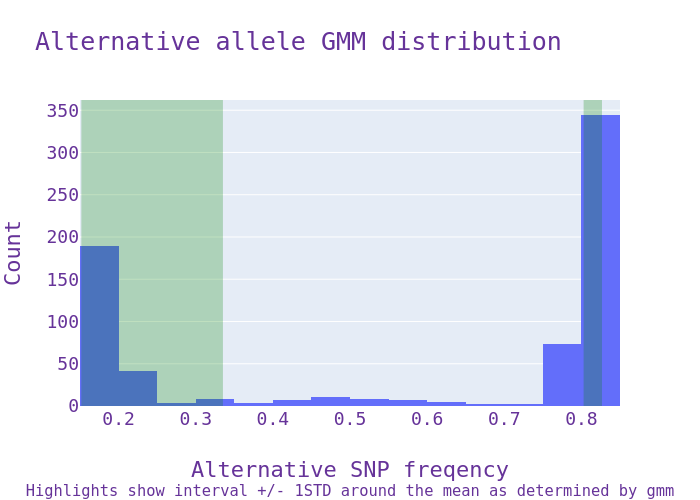 Alternative allele GMM distribution
350
300
250
200
150
100
50
0
Count
0.2 0.3 0.4 0.5 0.6 0.7 0.8
Alternative SNP freqency
Highlights show interval +/- 1STD around the mean as determined by gmm